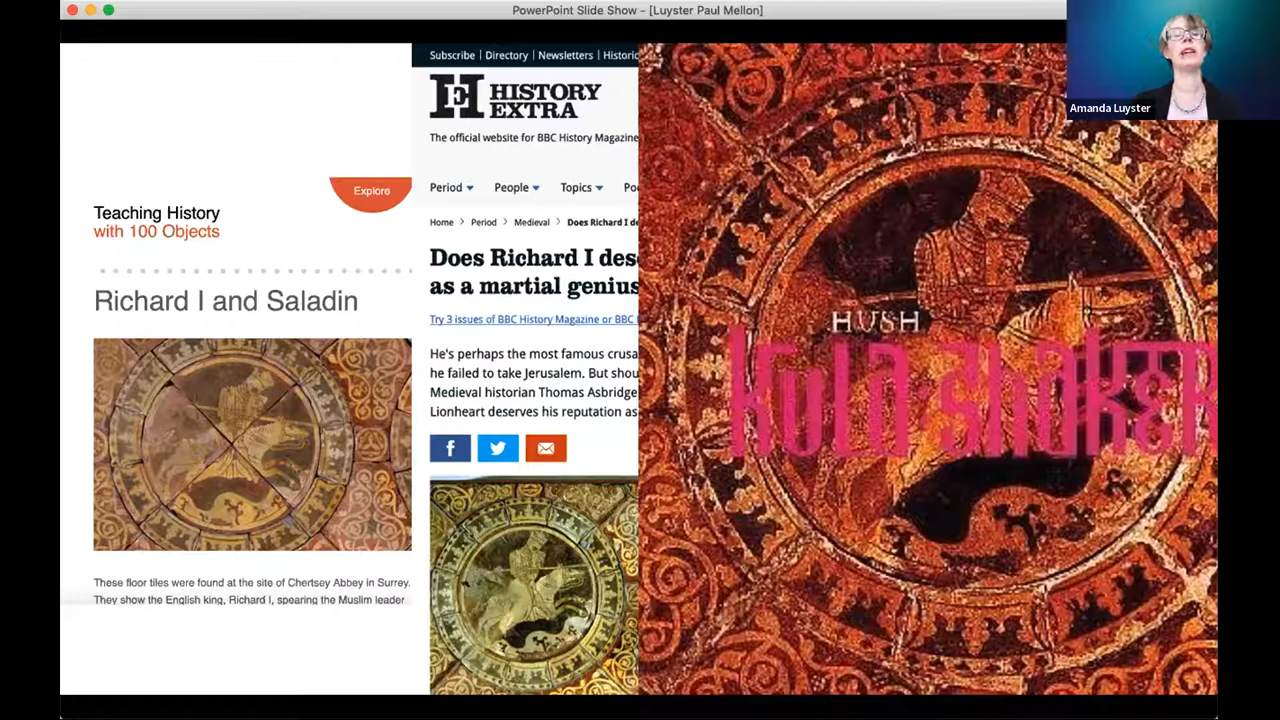 PowerPoint Slide Show - [Luyster Paul Mellon]
Amanda Luyster
Explore
Teaching History
with 100 Objects
Richard I and Saladin
These floor tiles were found at the site of Chertsey Abbey in Surrey.
They show the English king, Richard I, spearing the Muslim leader
Subscribe | Directory | Newsletters | Historic
HE HISTORY
EXTRA
The official website for BBC History Magazine
Period People Topics Po
Home > Period > Medieval > Does Richard I de
Does Richard I des
as a martial genius
Try 3 issues of BBC History Magazine or BBC
He's perhaps the most famous crusa
he failed to take Jerusalem. But shou
Medieval historian Thomas Asbridge
Lionheart deserves his reputation as
f
HUSH
kula shaker